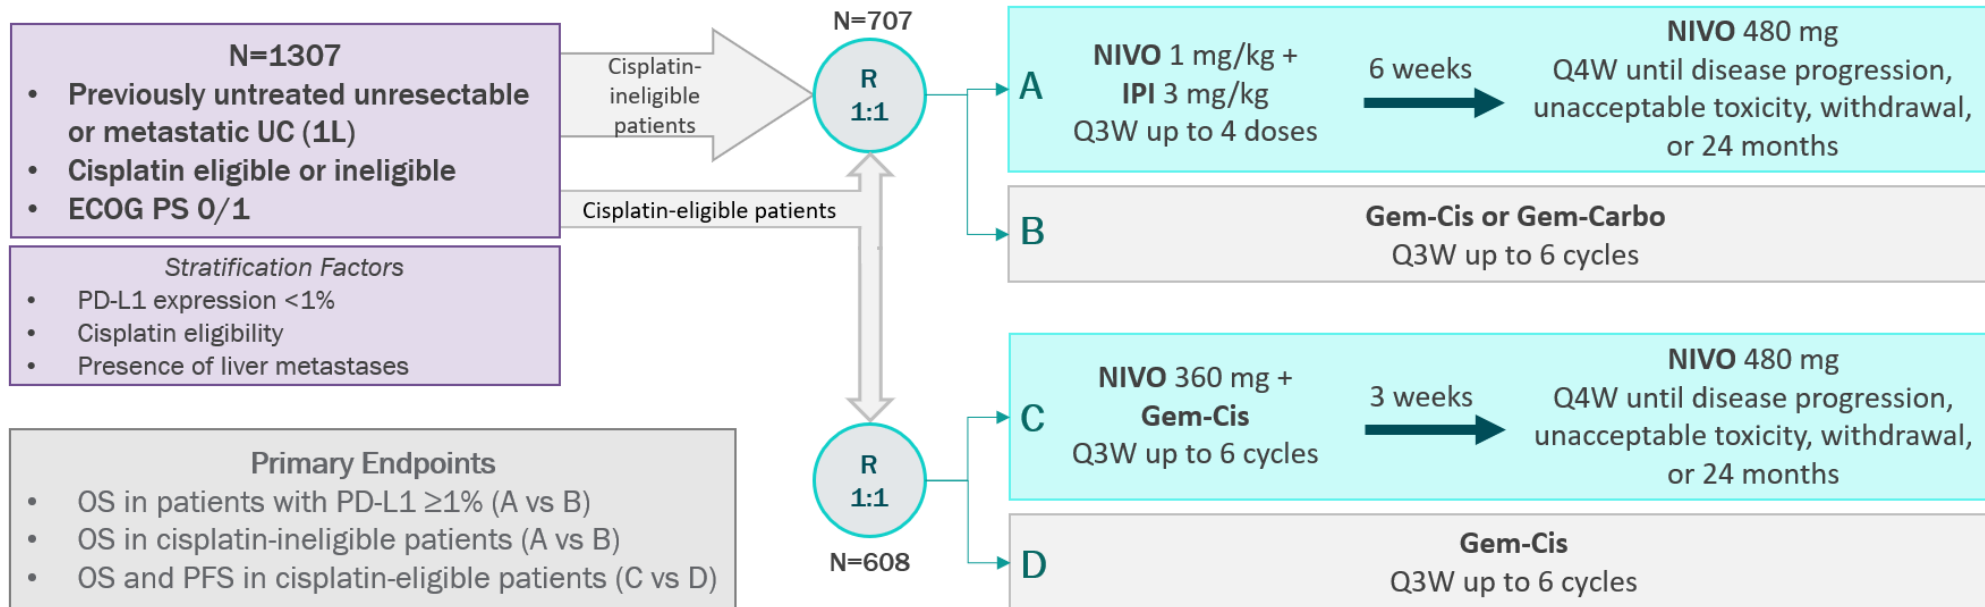 N=1307
• Previously untreated unresectable
or metastatic UC (1L)
• Cisplatin eligible or ineligible
• ECOG PS 0/1
Stratification Factors
• PD-L1 expression <1%
• Cisplatin eligibility
• Presence of liver metastases
Primary Endpoints
• OS in patients with PD-L1 ≥1% (A vs B)
• OS in cisplatin-ineligible patients (A vs B)
• OS and PFS in cisplatin-eligible patients (C vs D)
Cisplatin-
ineligible
patients
Cisplatin-eligible patients
N=707
R
1:1
A
NIVO 1 mg/kg +
IPI 3 mg/kg
Q3W up to 4 doses
6 weeks
NIVO 480 mg
Q4W until disease progression,
unacceptable toxicity, withdrawal,
or 24 months
B
Gem-Cis or Gem-Carbo
Q3W up to 6 cycles
R
1:1
N=608
C
NIVO 360 mg +
Gem-Cis
Q3W up to 6 cycles
3 weeks
NIVO 480 mg
Q4W until disease progression,
unacceptable toxicity, withdrawal,
or 24 months
D
Gem-Cis
Q3W up to 6 cycles